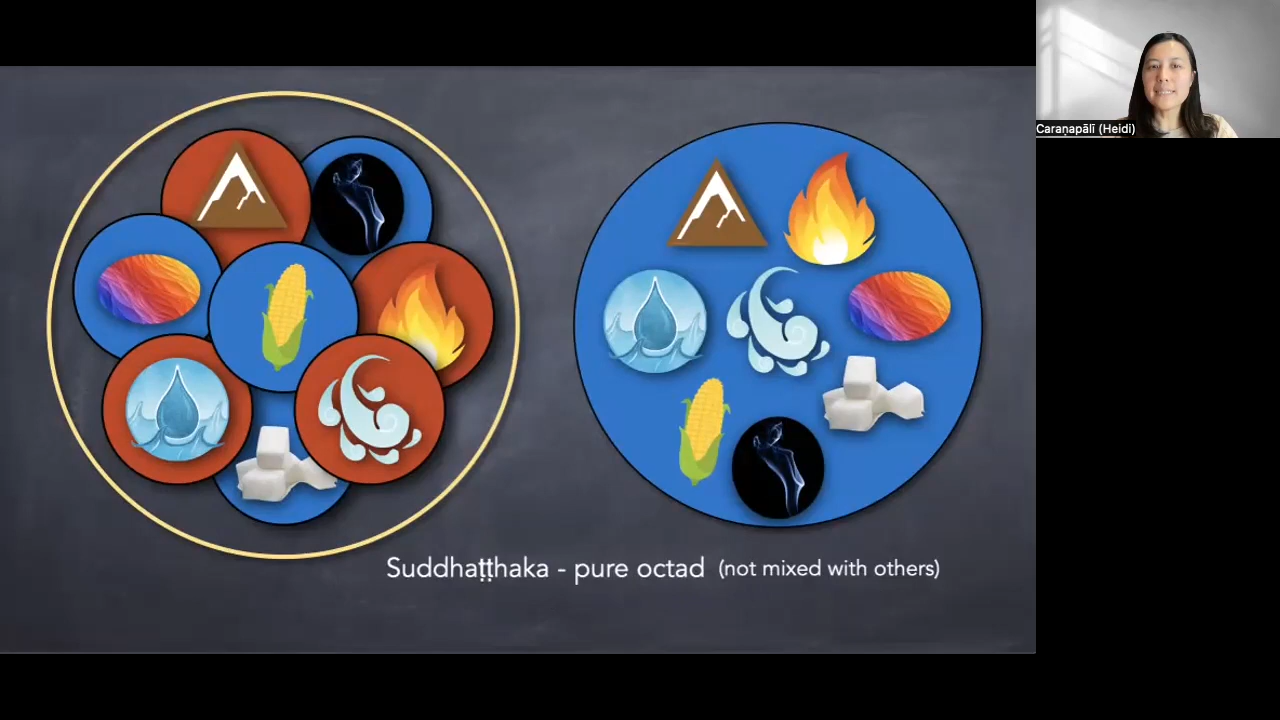 Caraṇapālī (Heidi)
Suddhaṭṭhaka - pure octad (not mixed with others)